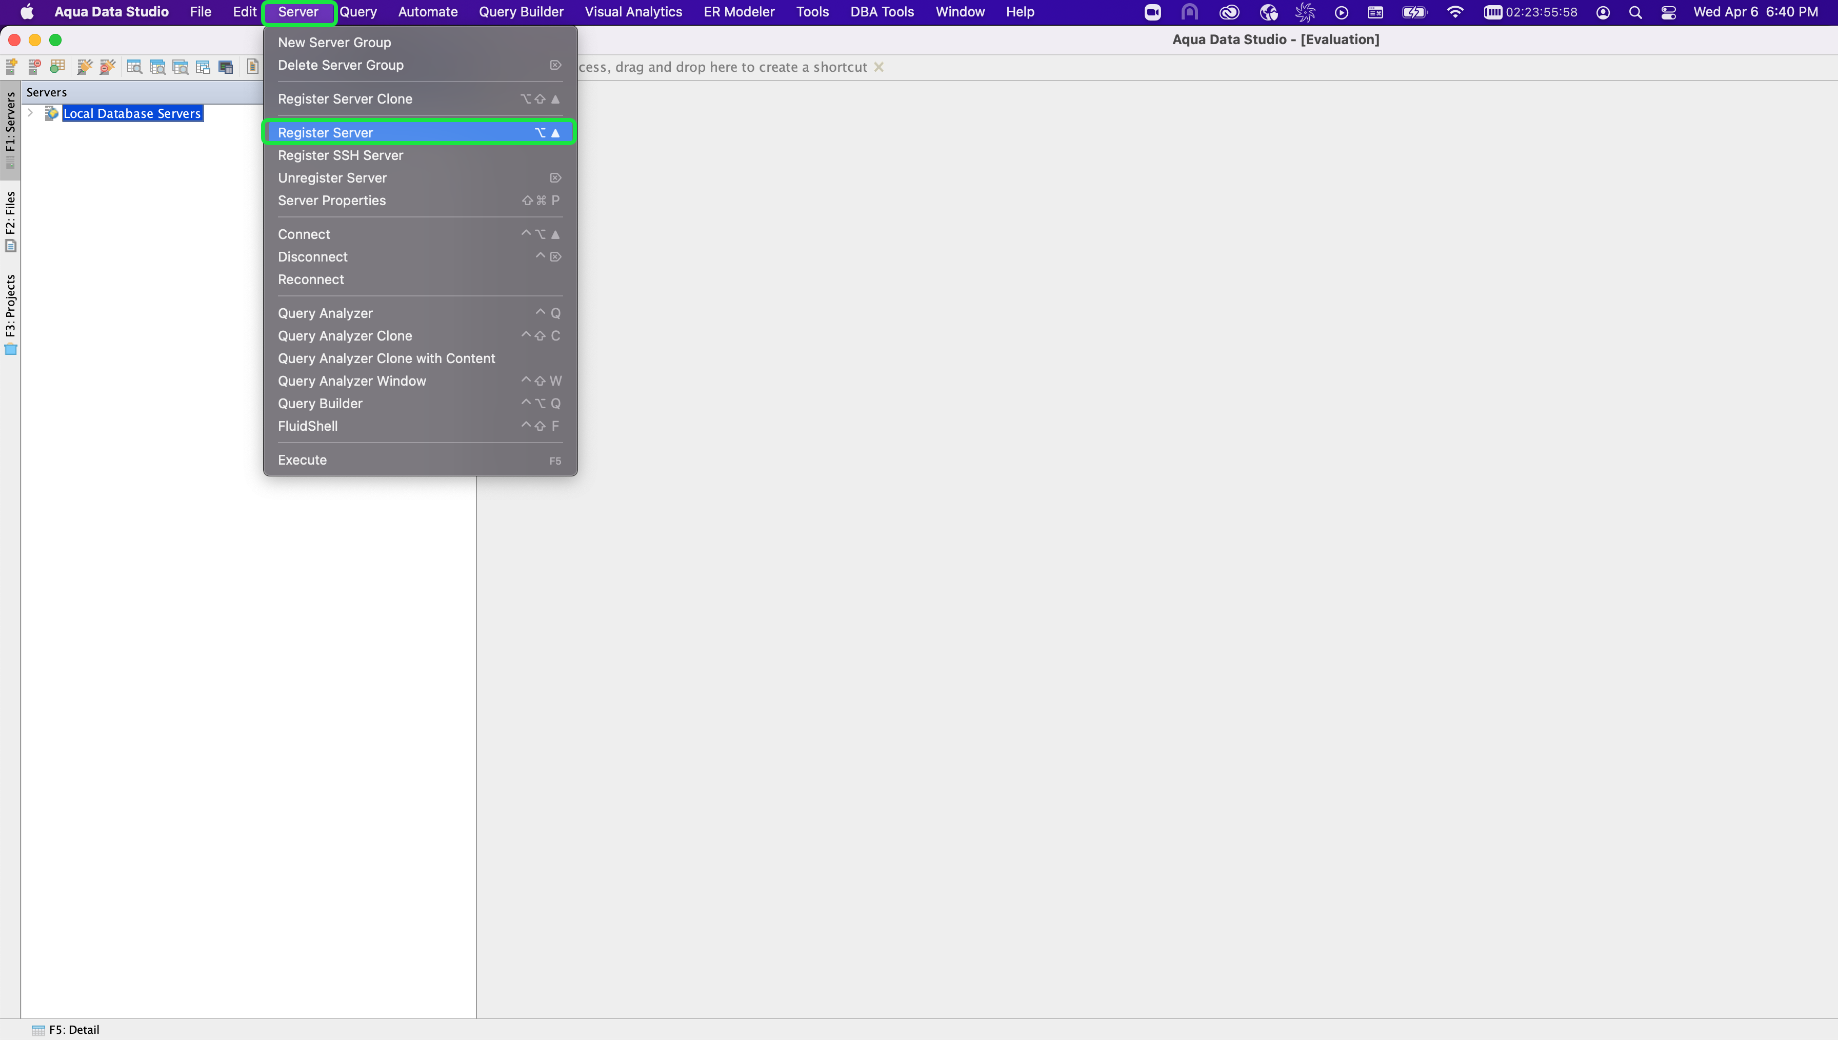 Aqua Data Studio File Edit Server Query Automate Query Builder Visual Analytics ER Modeler Tools DBA Tools Window Help 02:23:55:58 Wed Apr 6 6:40 PM
Aqua Data Studio - [Evaluation]
cess, drag and drop here to create a shortcut
Servers
Local Database Servers
F1: Servers
F2: Files
F3: Projects
New Server Group
Delete Server Group ⌦
Register Server Clone ⌥⇧▲
Register Server ⌥▲
Register SSH Server
Unregister Server ⌦
Server Properties ⇧⌘P
Connect ^⌥▲
Disconnect ^⌦
Reconnect
Query Analyzer ^Q
Query Analyzer Clone ^⇧C
Query Analyzer Clone with Content
Query Analyzer Window ^⇧W
Query Builder ^⌥Q
FluidShell ^⇧F
Execute F5
F5: Detail